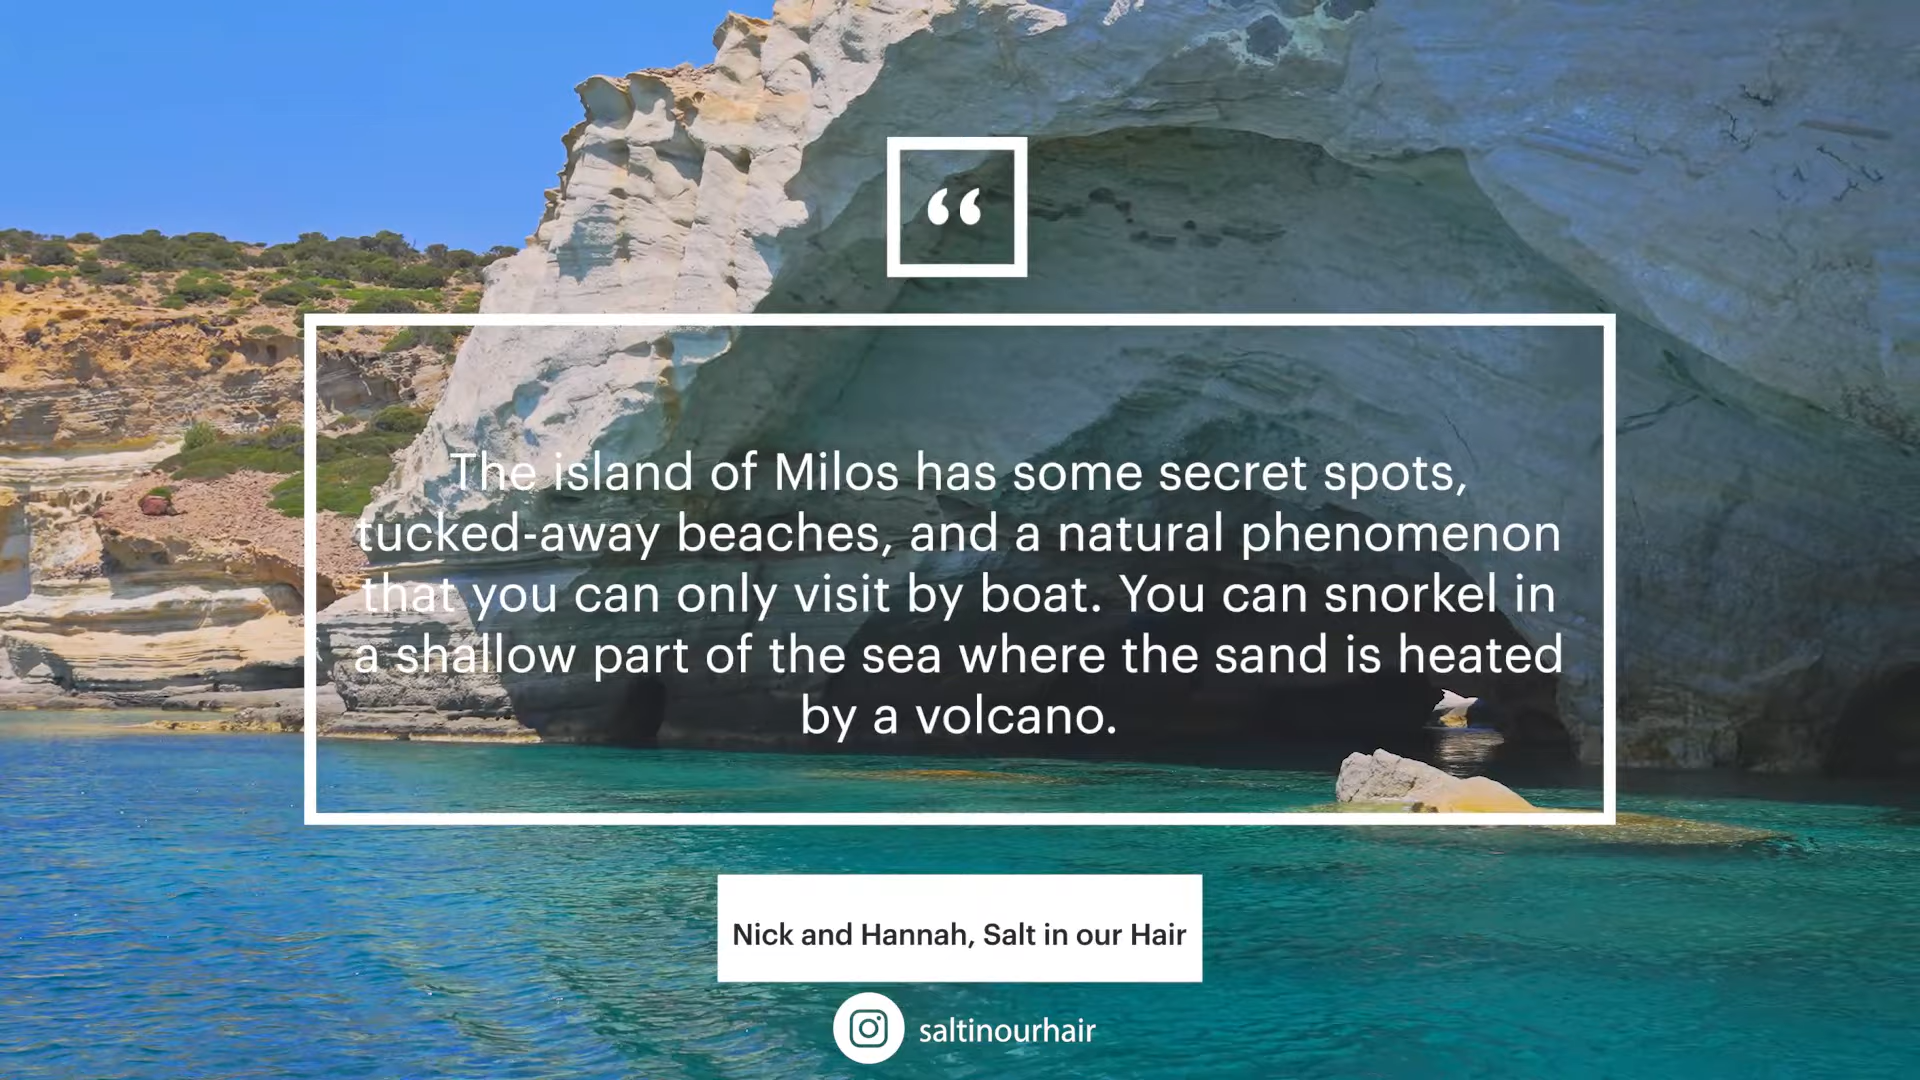 “
The island of Milos has some secret spots,
tucked-away beaches, and a natural phenomenon
that you can only visit by boat. You can snorkel in
a shallow part of the sea where the sand is heated
by a volcano.
Nick and Hannah, Salt in our Hair
saltinourhair